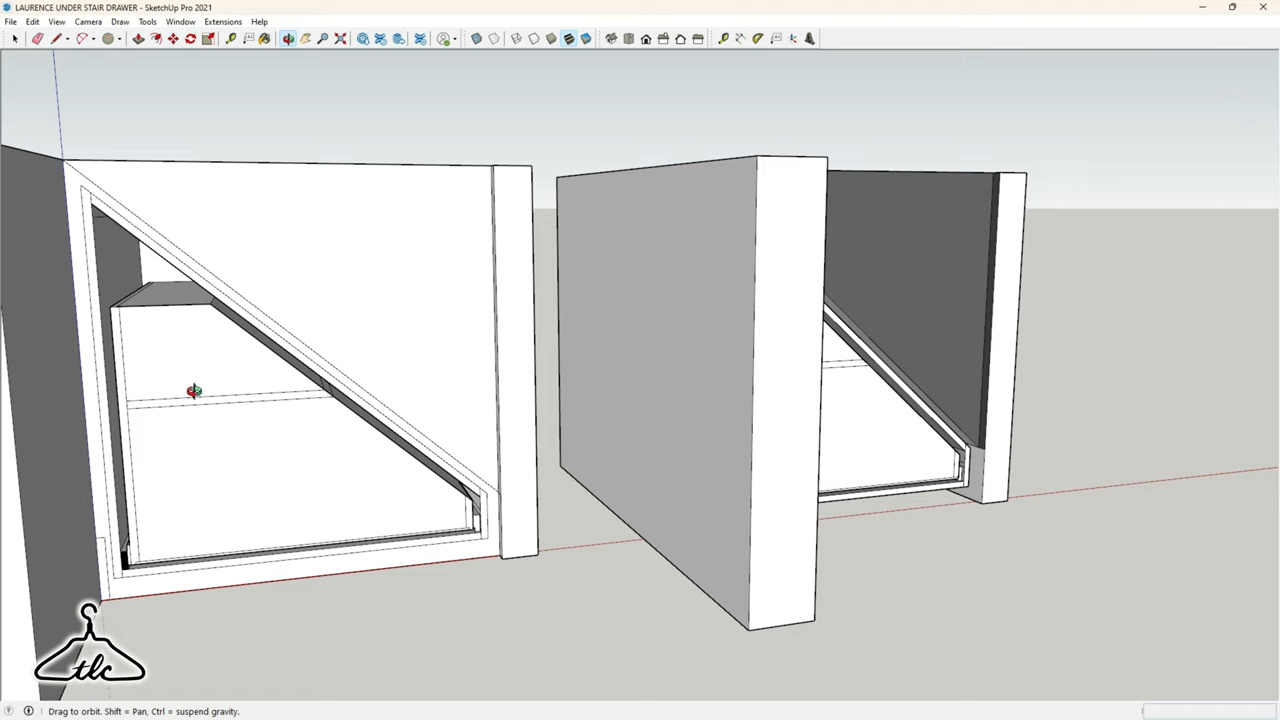 LAURENCE UNDER STAIR DRAWER - SketchUp Pro 2021
File Edit View Camera Draw Tools Window Extensions Help
tlc
Drag to orbit. Shift = Pan, Ctrl = suspend gravity.